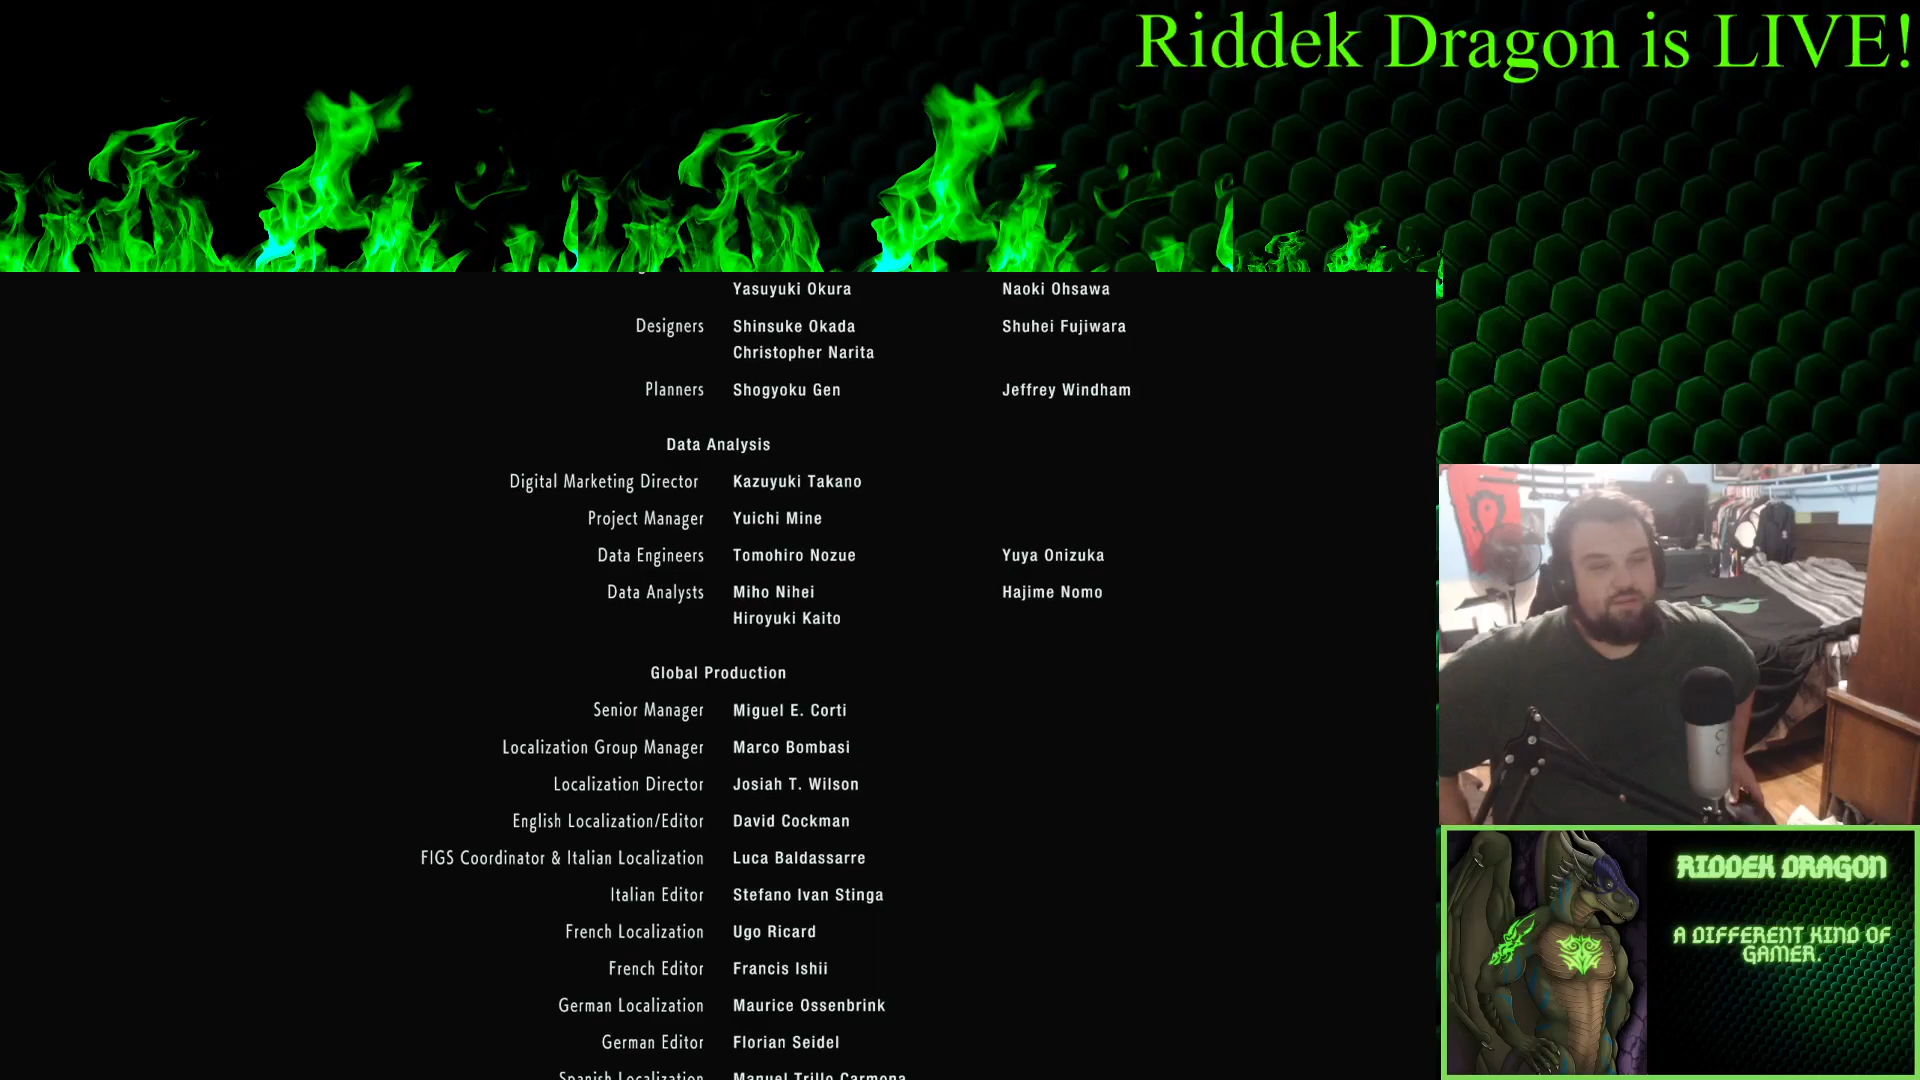 Riddek Dragon is LIVE!
Yasuyuki Okura Naoki Ohsawa
Designers Shinsuke Okada Shuhei Fujiwara
Christopher Narita
Planners Shogyoku Gen Jeffrey Windham
Data Analysis
Digital Marketing Director Kazuyuki Takano
Project Manager Yuichi Mine
Data Engineers Tomohiro Nozue Yuya Onizuka
Data Analysts Miho Nihei Hajime Nomo
Hiroyuki Kaito
Global Production
Senior Manager Miguel E. Corti
Localization Group Manager Marco Bombasi
Localization Director Josiah T. Wilson
English Localization/Editor David Cockman
FIGS Coordinator & Italian Localization Luca Baldassarre
Italian Editor Stefano Ivan Stinga
French Localization Ugo Ricard
French Editor Francis Ishii
German Localization Maurice Ossenbrink
German Editor Florian Seidel
Spanish Localization Manuel Trillo Carmona
RIDDEK DRAGON
A DIFFERENT KIND OF
GAMER.